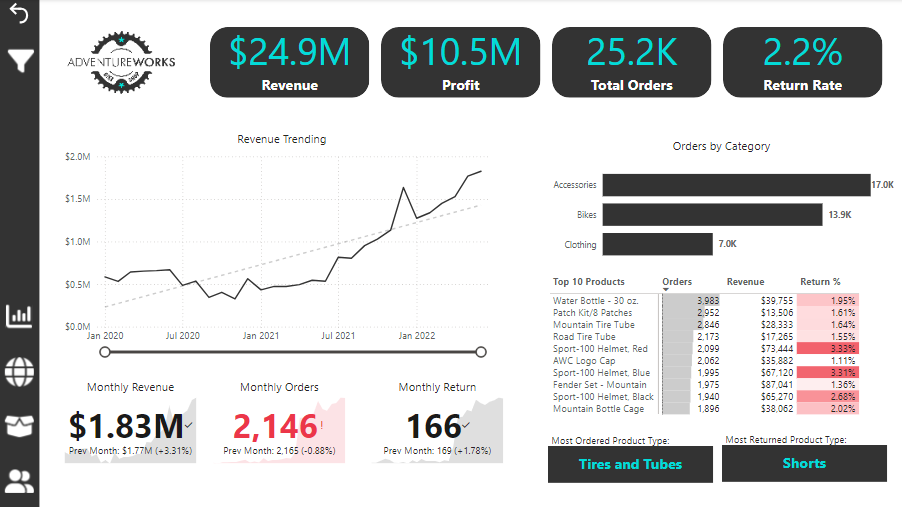 ADVENTUREWORKS
$24.9M
Revenue
$10.5M
Profit
25.2K
Total Orders
2.2%
Return Rate
Revenue Trending
$2.0M
$1.5M
$1.0M
$0.5M
$0.0M
Jan 2020 Jul 2020 Jan 2021 Jul 2021 Jan 2022
Orders by Category
Accessories 17.0K
Bikes 13.9K
Clothing 7.0K
Top 10 Products Orders Revenue Return %
Water Bottle - 30 oz. 3,983 $39,755 1.95%
Patch Kit/8 Patches 2,952 $13,506 1.61%
Mountain Tire Tube 2,846 $28,333 1.64%
Road Tire Tube 2,173 $17,265 1.55%
Sport-100 Helmet, Red 2,099 $73,444 3.33%
AWC Logo Cap 2,062 $35,882 1.11%
Sport-100 Helmet, Blue 1,995 $67,120 3.31%
Fender Set - Mountain 1,975 $87,041 1.36%
Sport-100 Helmet, Black 1,940 $65,270 2.68%
Mountain Bottle Cage 1,896 $38,062 2.02%
Monthly Revenue
$1.83M
Prev Month: $1.77M (+3.31%)
Monthly Orders
2,146!
Prev Month: 2,165 (-0.88%)
Monthly Return
166
Prev Month: 169 (+1.78%)
Most Ordered Product Type:
Tires and Tubes
Most Returned Product Type:
Shorts